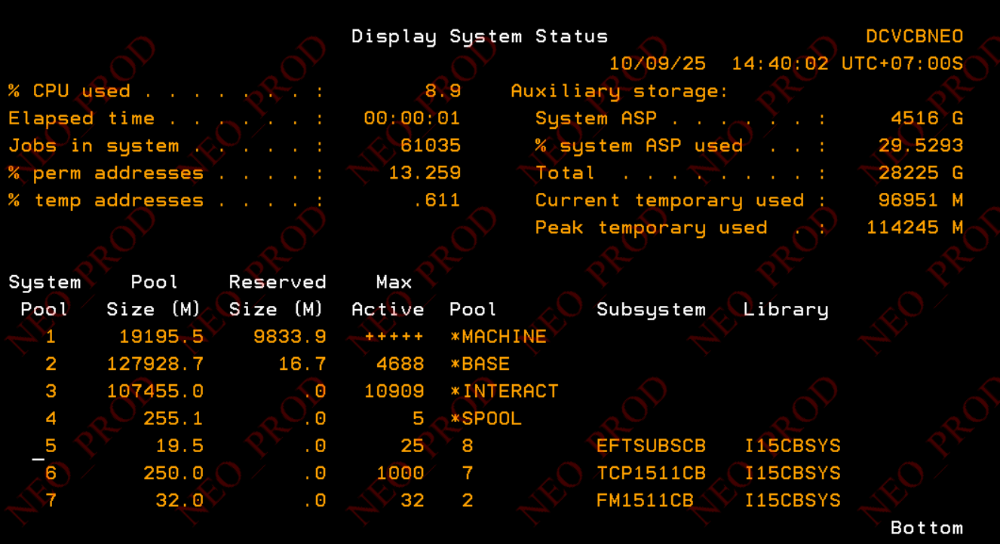 Display System Status DCVCBNEO
10/09/25 14:40:02 UTC+07:00S
% CPU used . . . . . . . . : 8.9 Auxiliary storage:
Elapsed time . . . . . . . : 00:00:01 System ASP . . . . . . : 4516 G
Jobs in system . . . . . . : 61035 % system ASP used . . : 29.5293
% perm addresses . . . . . : 13.259 Total . . . . . . . . : 28225 G
% temp addresses . . . . . : .611 Current temporary used : 96951 M
Peak temporary used . : 114245 M
System Pool Reserved Max
Pool Size (M) Size (M) Active Pool Subsystem Library
1 19195.5 9833.9 +++++ *MACHINE
2 127928.7 16.7 4688 *BASE
3 107455.0 .0 10909 *INTERACT
4 255.1 .0 5 *SPOOL
5 19.5 .0 25 8 EFTSUBSCB I15CBSYS
6 250.0 .0 1000 7 TCP1511CB I15CBSYS
7 32.0 .0 32 2 FM1511CB I15CBSYS
Bottom
NEO_PROD